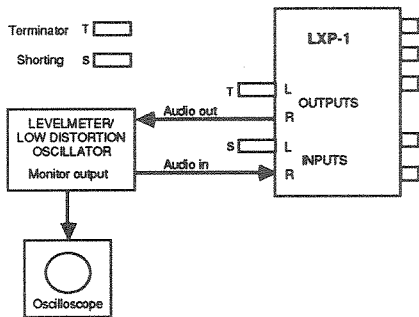 Terminator T
Shorting S
LXP-1
T L
OUTPUTS
Audio out R
LEVELMETER/
LOW DISTORTION
OSCILLATOR
S L
INPUTS
Monitor output
Audio in R
Oscilloscope